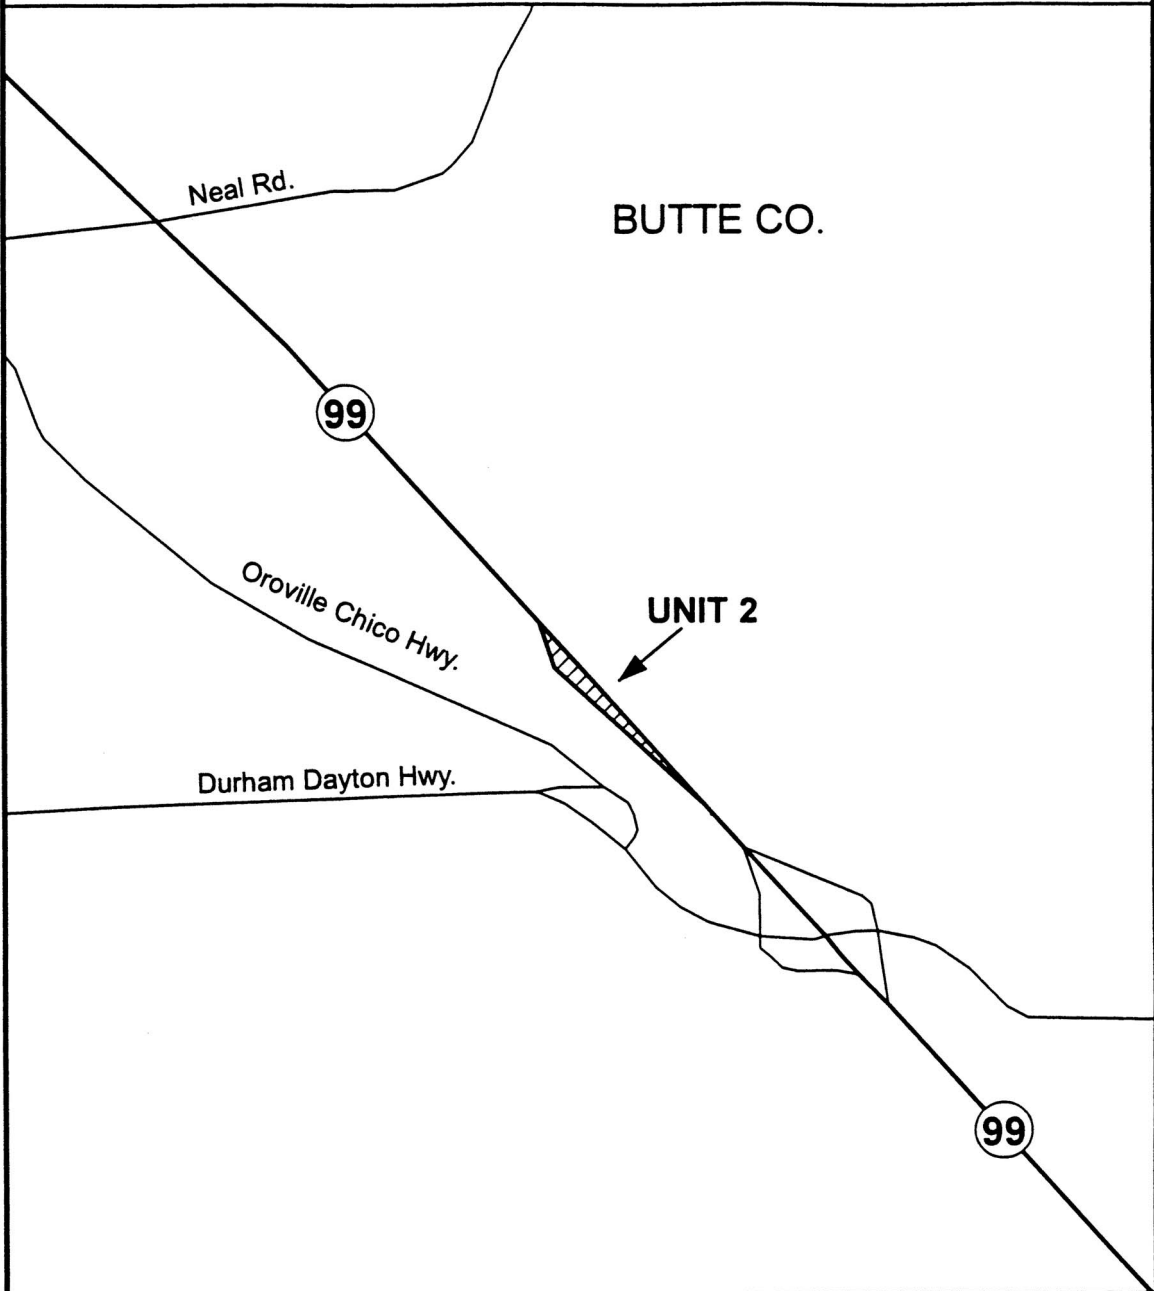 Neal Rd.
BUTTE CO.
99
Oroville Chico Hwy.
UNIT 2
Durham Dayton Hwy.
99